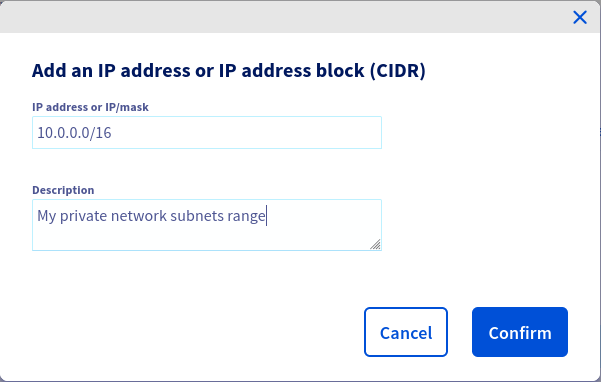 Add an IP address or IP address block (CIDR)
IP address or IP/mask
10.0.0.0/16
Description
My private network subnets range
Cancel
Confirm